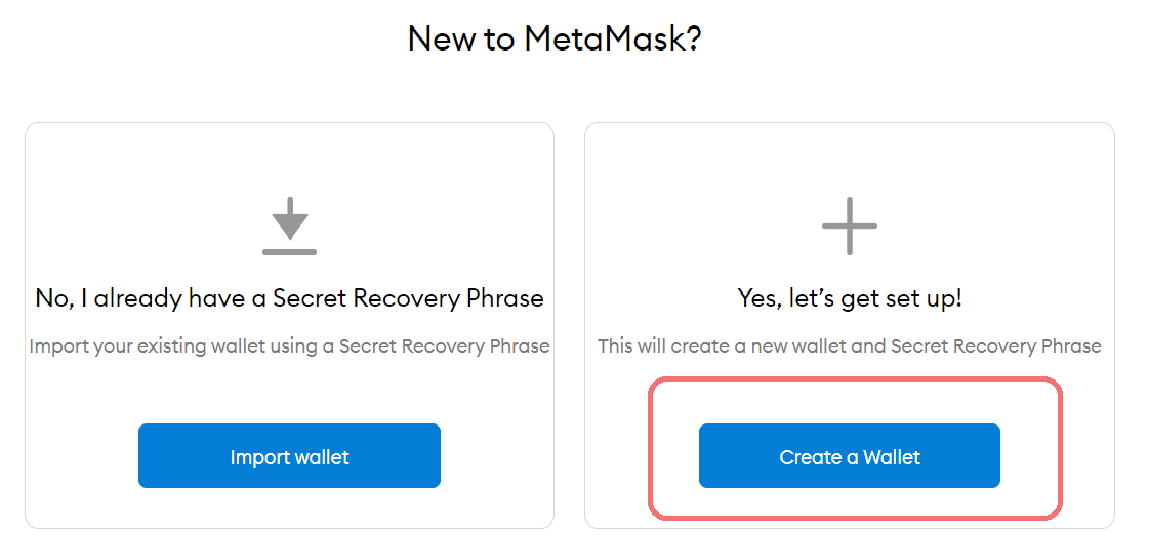 New to MetaMask?
No, I already have a Secret Recovery Phrase
Import your existing wallet using a Secret Recovery Phrase
Import wallet
Yes, let’s get set up!
This will create a new wallet and Secret Recovery Phrase
Create a Wallet